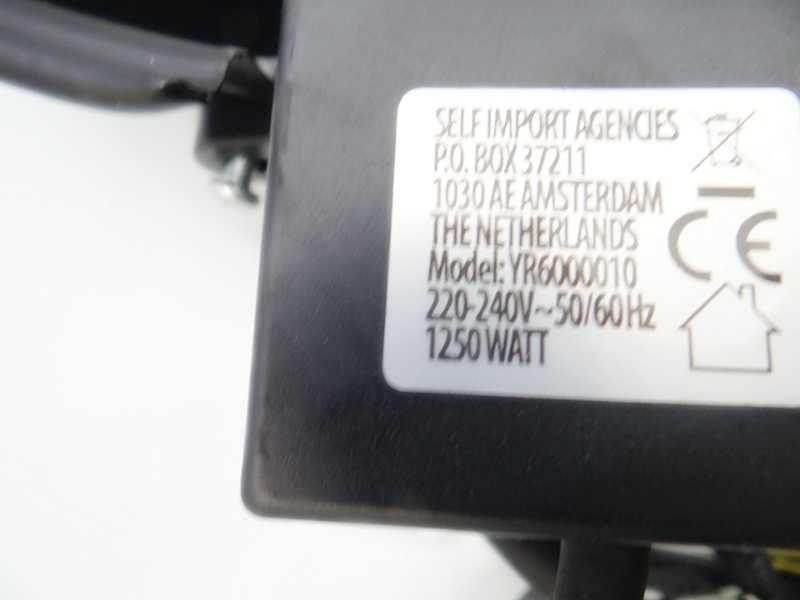 SELF IMPORT AGENCIES
P.O. BOX 37211
1030 AE AMSTERDAM
THE NETHERLANDS
Model: YR6000010
220-240V~50/60Hz
1250 WATT
CE